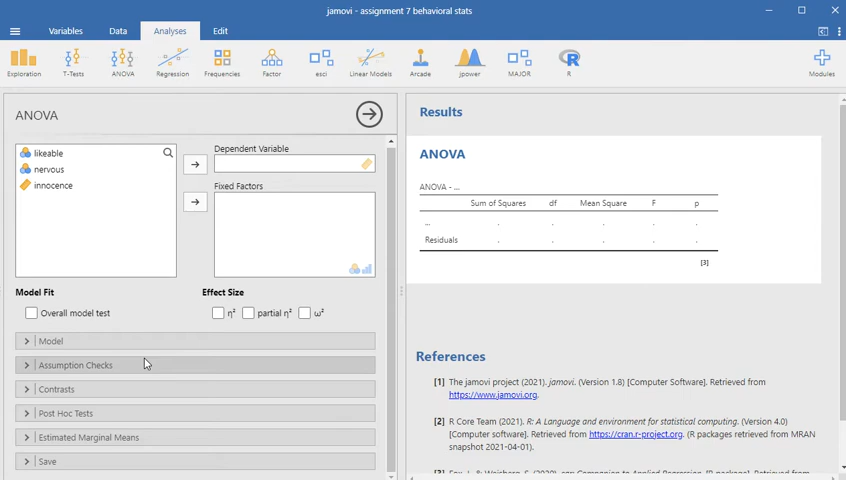 jamovi - assignment 7 behavioral stats
Variables Data Analyses Edit
Exploration T-Tests ANOVA Regression Frequencies Factor esci Linear Models Arcade jpower MAJOR R Modules
ANOVA
likeable
nervous
innocence
Dependent Variable
Fixed Factors
Model Fit
Overall model test
Effect Size
η² partial η² ω²
Model
Assumption Checks
Contrasts
Post Hoc Tests
Estimated Marginal Means
Save
Results
ANOVA
ANOVA - ...
Sum of Squares df Mean Square F p
... . . . . .
Residuals . . . . .
[3]
References
[1] The jamovi project (2021). jamovi. (Version 1.8) [Computer Software]. Retrieved from
https://www.jamovi.org.
[2] R Core Team (2021). R: A Language and environment for statistical computing. (Version 4.0)
[Computer software]. Retrieved from https://cran.r-project.org. (R packages retrieved from MRAN
snapshot 2021-04-01).